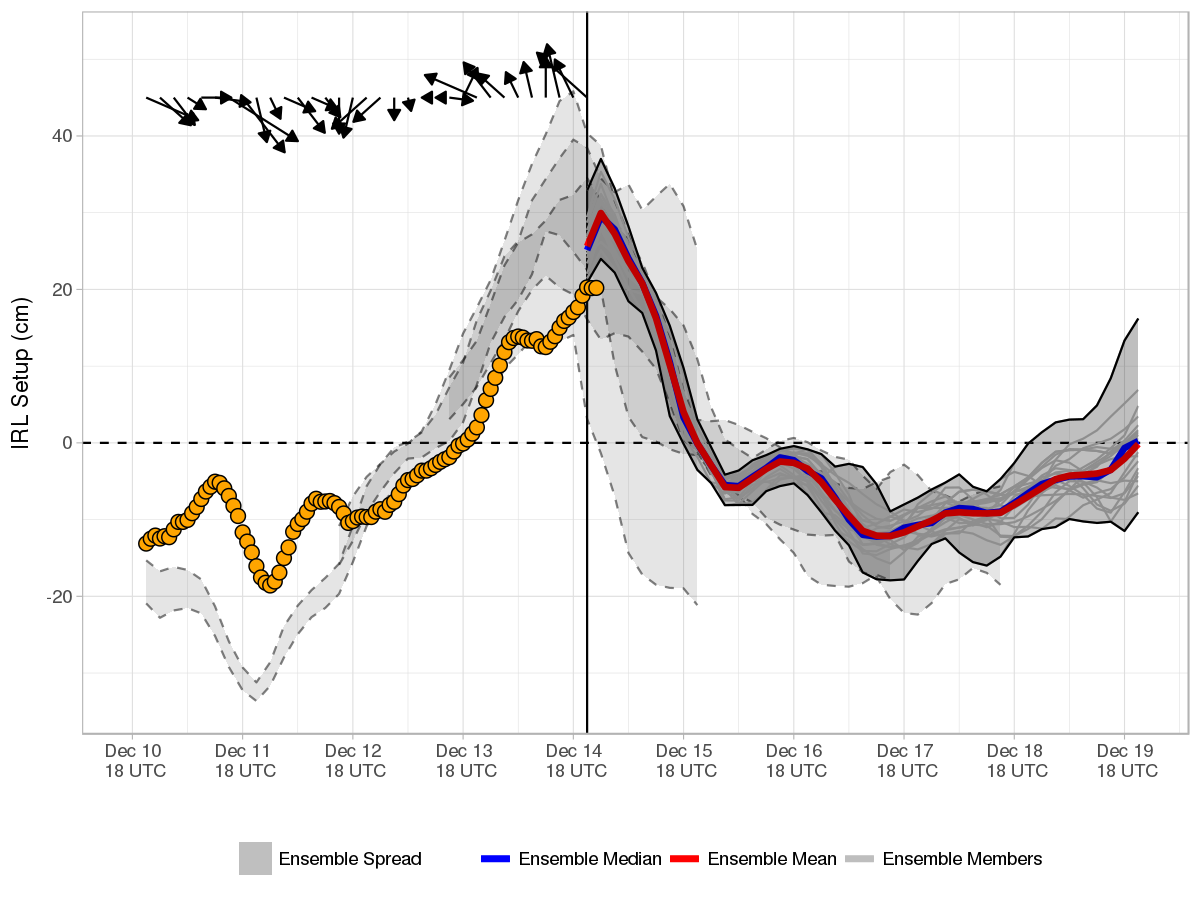 IRL Setup (cm)
40
20
0
-20
Dec 10 Dec 11 Dec 12 Dec 13 Dec 14 Dec 15 Dec 16 Dec 17 Dec 18 Dec 19
18 UTC 18 UTC 18 UTC 18 UTC 18 UTC 18 UTC 18 UTC 18 UTC 18 UTC 18 UTC
Ensemble Spread Ensemble Median Ensemble Mean Ensemble Members